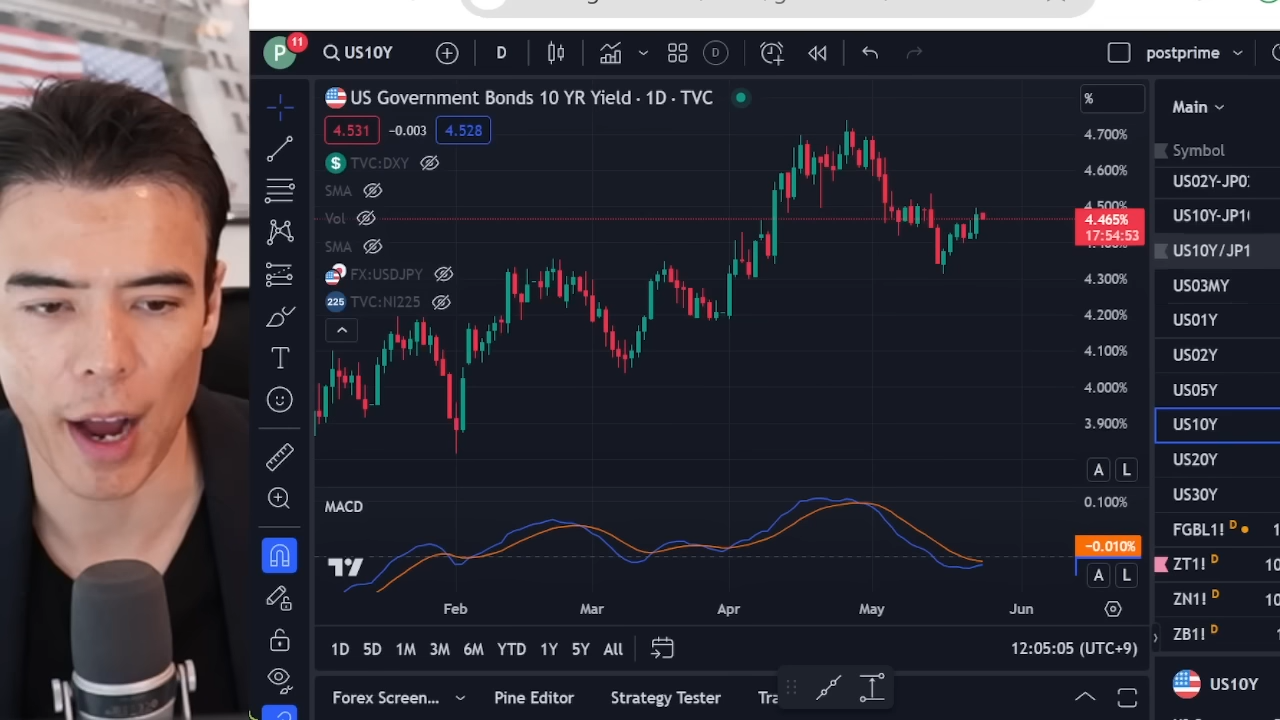 P
11
US10Y
D
D
postprime
US Government Bonds 10 YR Yield · 1D · TVC
4.531
−0.003
4.528
$ TVC:DXY
SMA
Vol
SMA
FX:USDJPY
225 TVC:NI225
%
4.700%
4.600%
4.500%
4.465%
17:54:53
4.300%
4.200%
4.100%
4.000%
3.900%
A L
MACD
0.100%
−0.010%
A L
Feb Mar Apr May Jun
1D 5D 1M 3M 6M YTD 1Y 5Y All
12:05:05 (UTC+9)
Forex Screen...
Pine Editor
Strategy Tester
Main
Symbol
US10Y/JP1
US03MY
US01Y
US02Y
US05Y
US10Y
US20Y
US30Y
FGBL1! D
ZT1! D
ZN1! D
ZB1! D
US10Y